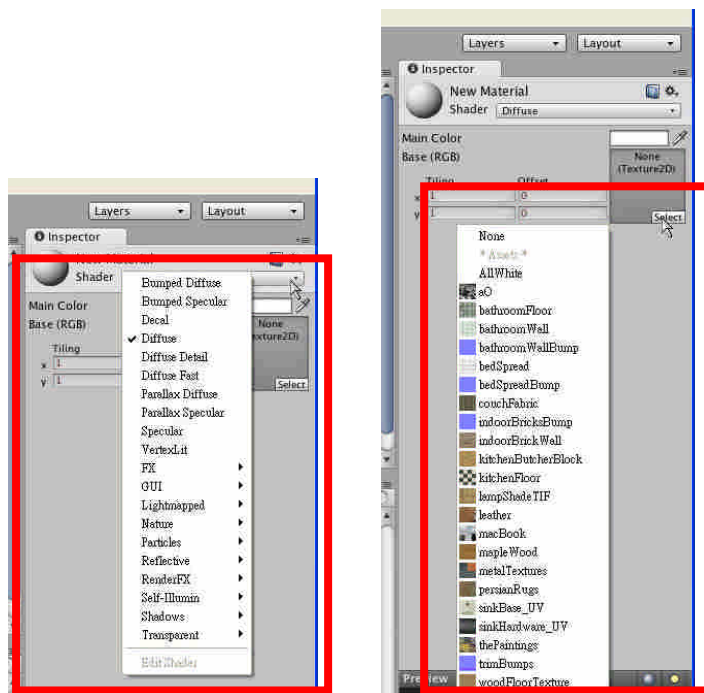 Layers Layout
Inspector
New Material
Shader
Main Color
Base (RGB)
None
Tiling
x 1
y 1
Select
Bumped Diffuse
Bumped Specular
Decal
Diffuse
Diffuse Detail
Diffuse Fast
Parallax Diffuse
Parallax Specular
Specular
VertexLit
FX
GUI
Lightmapped
Nature
Particles
Reflective
RenderFX
Self-Illumin
Shadows
Transparent
Edit Shader
Layers Layout
Inspector
New Material
Shader Diffuse
Main Color
Base (RGB)
None
(Texture2D)
Tiling Offset
x 1 0
y 1 0
Select
None
* Assets *
AllWhite
aO
bathroomFloor
bathroomWall
bathroomWallBump
bedSpread
bedSpreadBump
couchFabric
indoorBricksBump
indoorBrickWall
kitchenButcherBlock
kitchenFloor
lampShadeTIF
leather
macBook
mapleWood
metalTextures
persianRugs
sinkBase_UV
sinkHardware_UV
thePaintings
trimBumps
woodFloorTexture
Preview